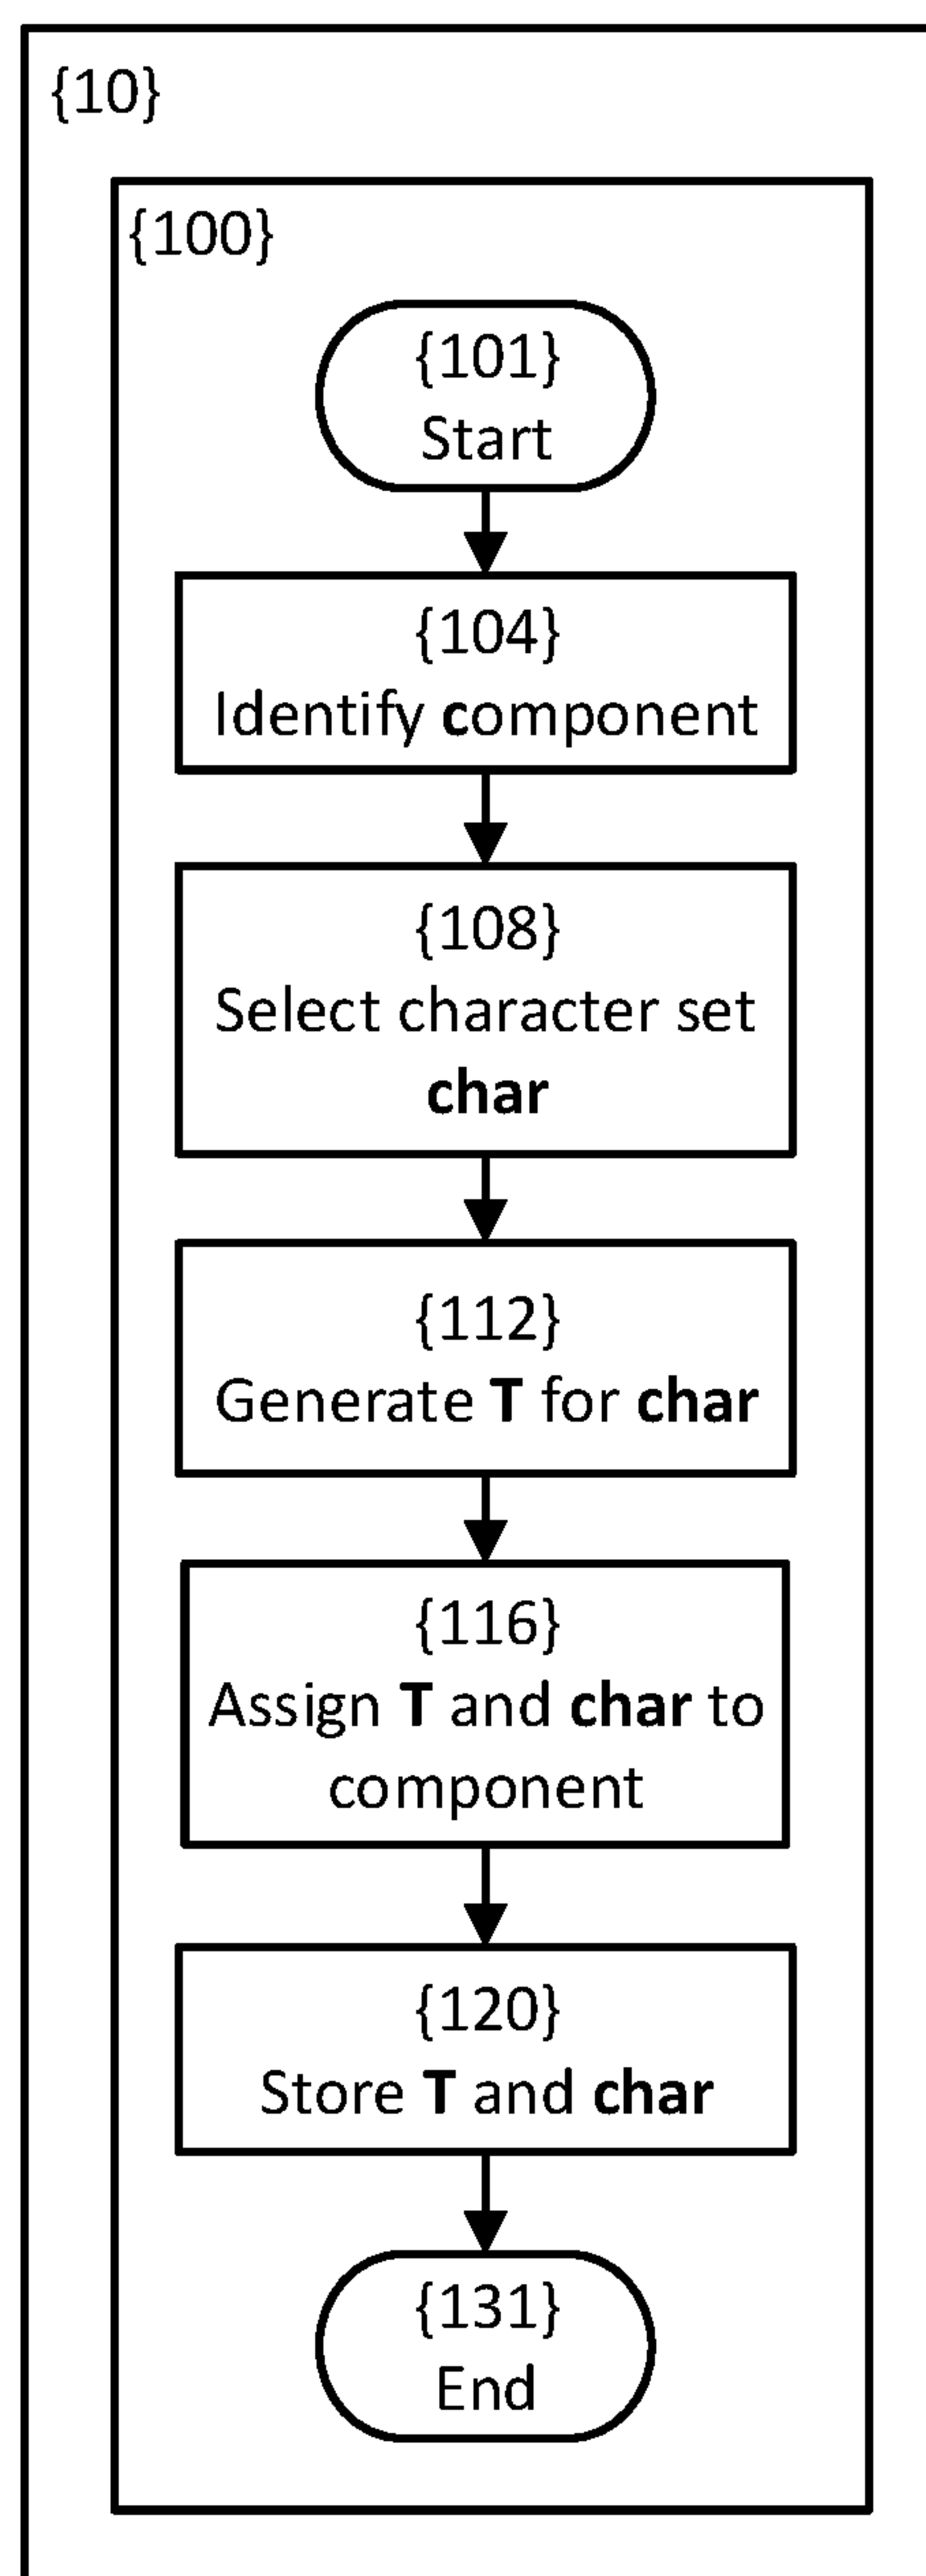 {10}
{100}
{101}
Start
{104}
Identify component
{108}
Select character set
char
{112}
Generate T for char
{116}
Assign T and char to
component
{120}
Store T and char
{131}
End